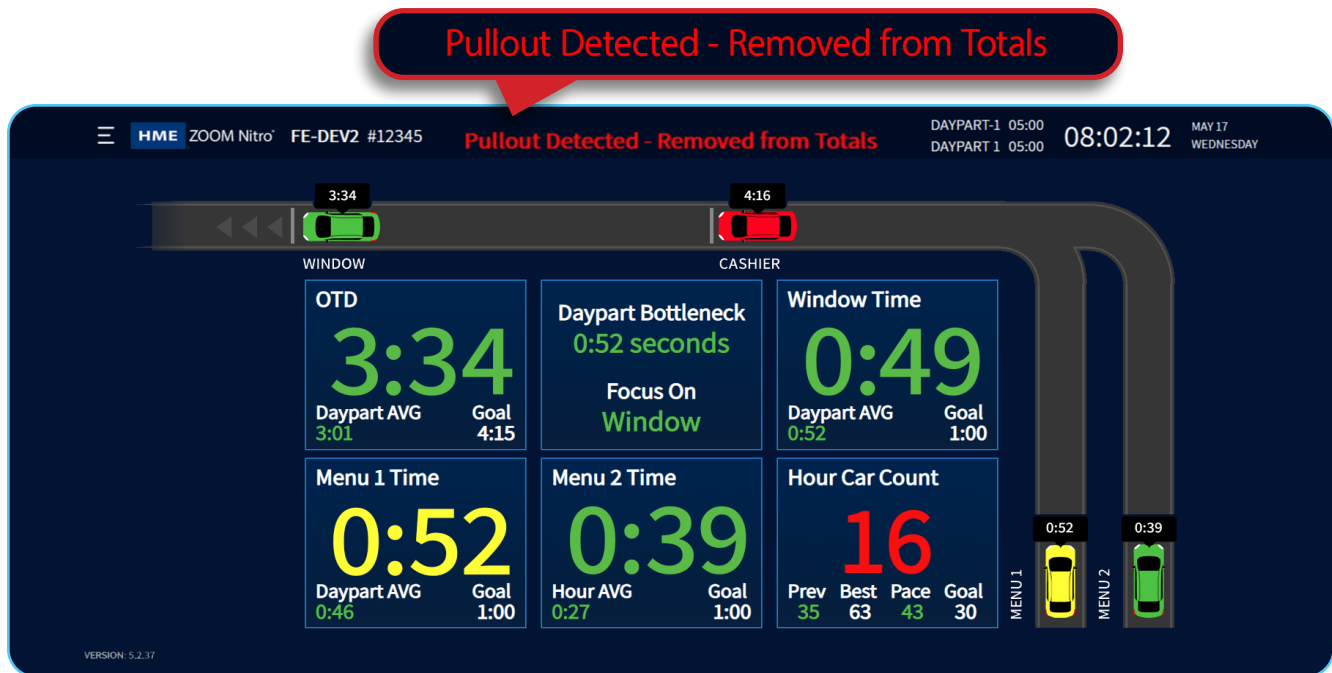 Pullout Detected - Removed from Totals
HME ZOOM Nitro™ FE-DEV2 #12345
Pullout Detected - Removed from Totals
DAYPART-1 05:00
DAYPART 1 05:00
08:02:12
MAY 17
WEDNESDAY
3:34
4:16
WINDOW
CASHIER
OTD
3:34
Daypart AVG Goal
3:01 4:15
Daypart Bottleneck
0:52 seconds
Focus On
Window
Window Time
0:49
Daypart AVG Goal
0:52 1:00
Menu 1 Time
0:52
Daypart AVG Goal
0:46 1:00
Menu 2 Time
0:39
Hour AVG Goal
0:27 1:00
Hour Car Count
16
Prev Best Pace Goal
35 63 43 30
0:52
0:39
MENU 1
MENU 2
VERSION: 5.2.37